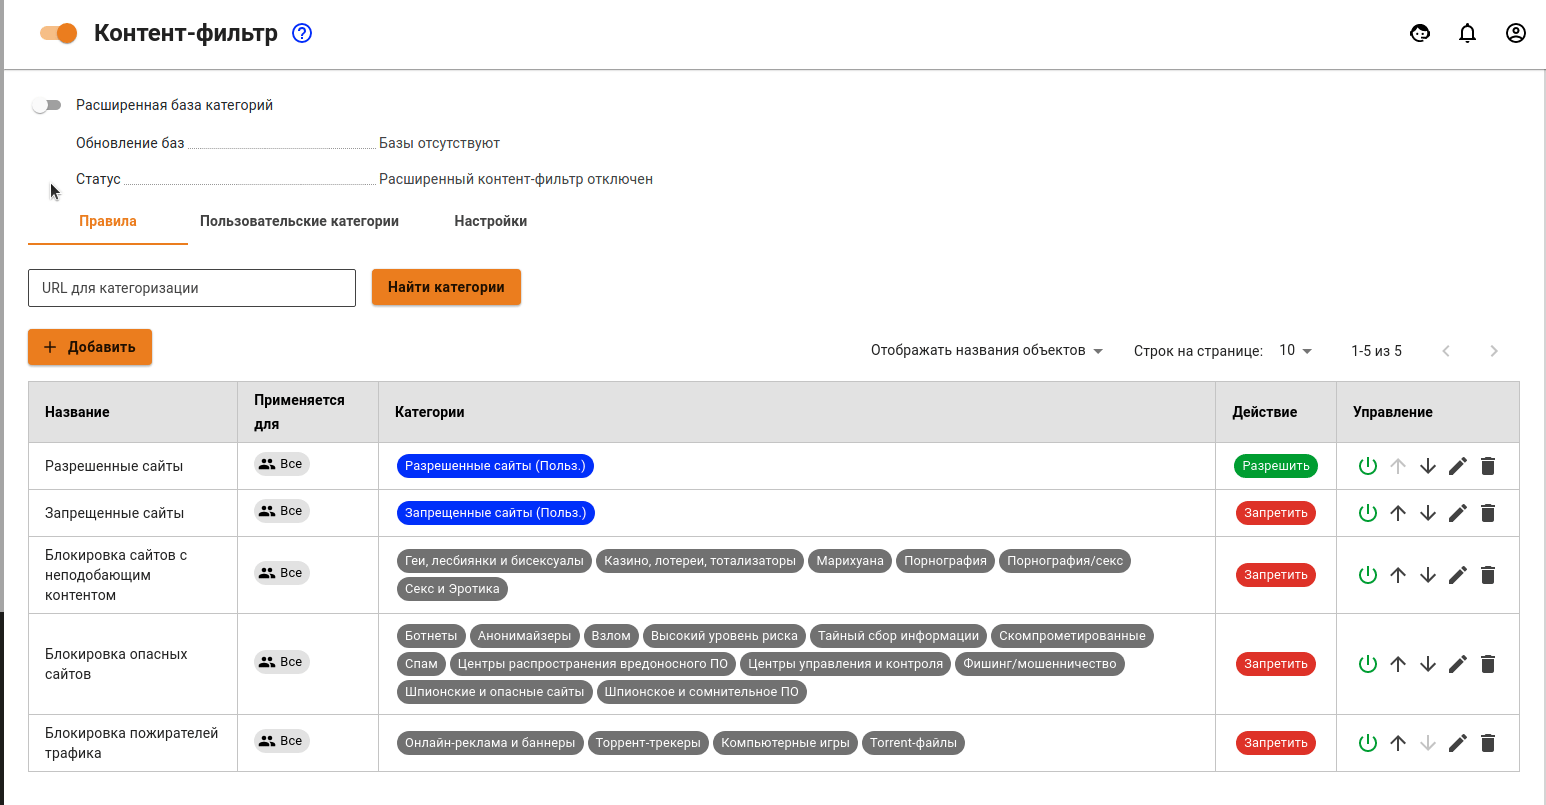 Контент-фильтр
Расширенная база категорий
Обновление баз Базы отсутствуют
Статус Расширенный контент-фильтр отключен
Правила Пользовательские категории Настройки
URL для категоризации Найти категории
Добавить Отображать названия объектов Строк на странице: 10 1-5 из 5
Название Применяется для Категории Действие Управление
Разрешенные сайты Все Разрешенные сайты (Польз.) Разрешить
Запрещенные сайты Все Запрещенные сайты (Польз.) Запретить
Блокировка сайтов с
неподобающим
контентом
Все
Геи, лесбиянки и бисексуалы Казино, лотереи, тотализаторы Марихуана Порнография Порнография/секс
Секс и Эротика
Запретить
Блокировка опасных
сайтов
Все
Ботнеты Анонимайзеры Взлом Высокий уровень риска Тайный сбор информации Скомпрометированные
Спам Центры распространения вредоносного ПО Центры управления и контроля Фишинг/мошенничество
Шпионские и опасные сайты Шпионское и сомнительное ПО
Запретить
Блокировка пожирателей
трафика
Все
Онлайн-реклама и баннеры Торрент-трекеры Компьютерные игры Torrent-файлы
Запретить